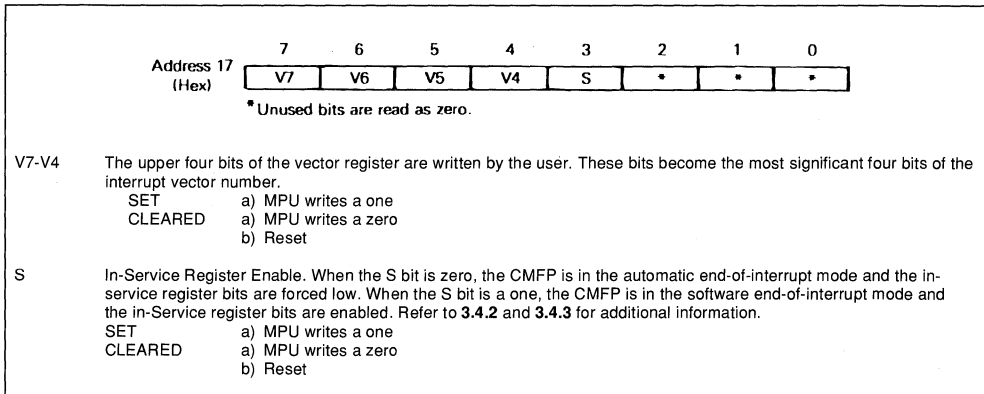 7 6 5 4 3 2 1 0
Address 17
(Hex)
V7 V6 V5 V4 S * * *
*Unused bits are read as zero.
V7-V4 The upper four bits of the vector register are written by the user. These bits become the most significant four bits of the
interrupt vector number.
SET a) MPU writes a one
CLEARED a) MPU writes a zero
b) Reset
S In-Service Register Enable. When the S bit is zero, the CMFP is in the automatic end-of-interrupt mode and the in-
service register bits are forced low. When the S bit is a one, the CMFP is in the software end-of-interrupt mode and
the in-Service register bits are enabled. Refer to 3.4.2 and 3.4.3 for additional information.
SET a) MPU writes a one
CLEARED a) MPU writes a zero
b) Reset